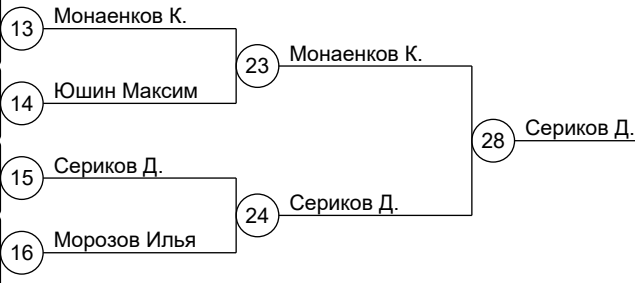 13 Монаенков К.
23 Монаенков К.
14 Юшин Максим
28 Сериков Д.
15 Сериков Д.
24 Сериков Д.
16 Морозов Илья